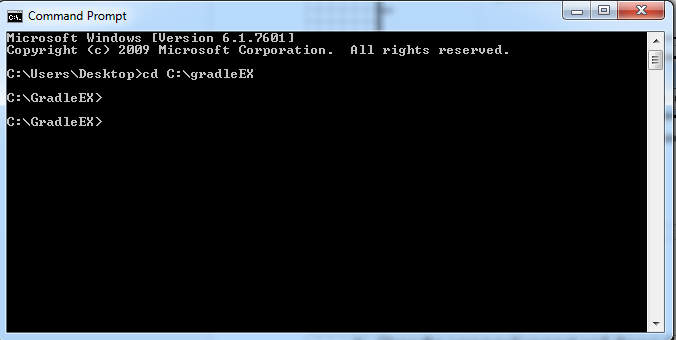 Command Prompt
Microsoft Windows [Version 6.1.7601]
Copyright (c) 2009 Microsoft Corporation.  All rights reserved.
C:\Users\Desktop>cd C:\gradleEX
C:\GradleEX>
C:\GradleEX>